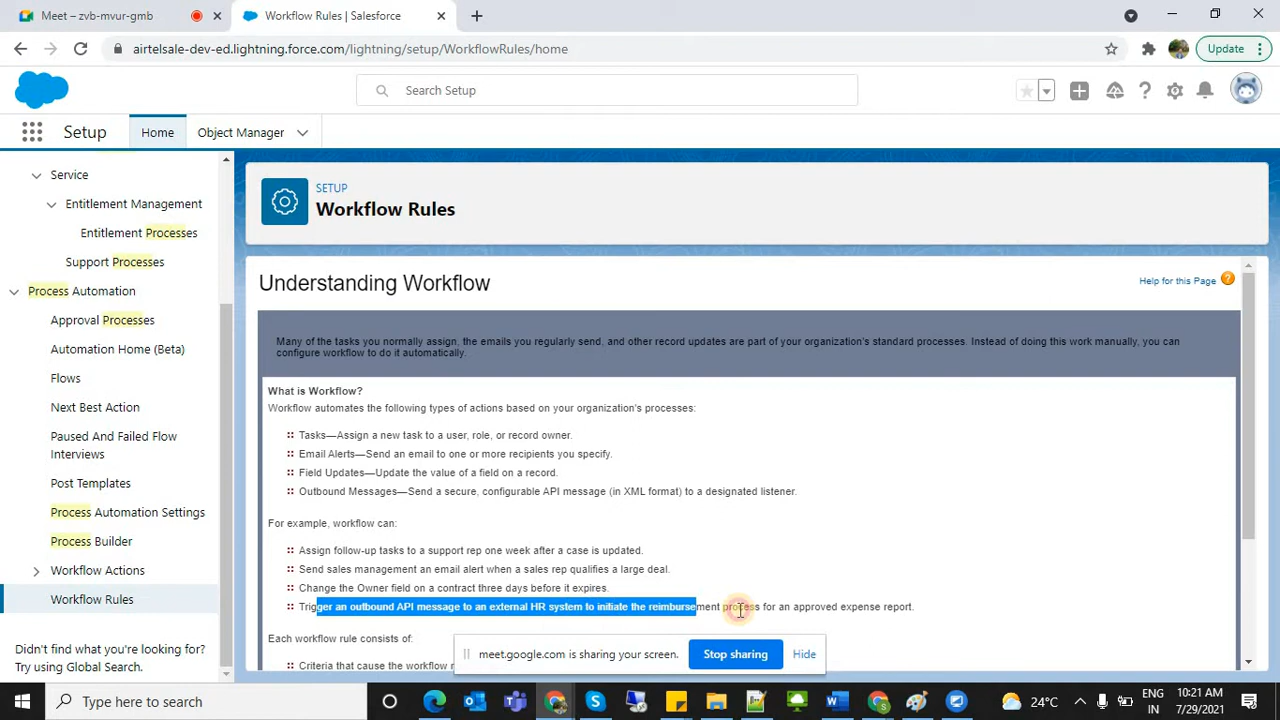 Meet – zvb-mvur-gmb
Workflow Rules | Salesforce
airtelsale-dev-ed.lightning.force.com/lightning/setup/WorkflowRules/home
Update
Search Setup
Setup
Home
Object Manager
Service
Entitlement Management
Entitlement Processes
Support Processes
Process Automation
Approval Processes
Automation Home (Beta)
Flows
Next Best Action
Paused And Failed Flow
Interviews
Post Templates
Process Automation Settings
Process Builder
Workflow Actions
Workflow Rules
Didn't find what you're looking for?
Try using Global Search.
SETUP
Workflow Rules
Understanding Workflow
Help for this Page
Many of the tasks you normally assign, the emails you regularly send, and other record updates are part of your organization's standard processes. Instead of doing this work manually, you can
configure workflow to do it automatically.
What is Workflow?
Workflow automates the following types of actions based on your organization's processes:
Tasks—Assign a new task to a user, role, or record owner.
Email Alerts—Send an email to one or more recipients you specify.
Field Updates—Update the value of a field on a record.
Outbound Messages—Send a secure, configurable API message (in XML format) to a designated listener.
For example, workflow can:
Assign follow-up tasks to a support rep one week after a case is updated.
Send sales management an email alert when a sales rep qualifies a large deal.
Change the Owner field on a contract three days before it expires.
Trigger an outbound API message to an external HR system to initiate the reimbursement process for an approved expense report.
Each workflow rule consists of:
Criteria that cause the workflow
meet.google.com is sharing your screen.
Stop sharing
Hide
Type here to search
24°C
ENG
IN
10:21 AM
7/29/2021